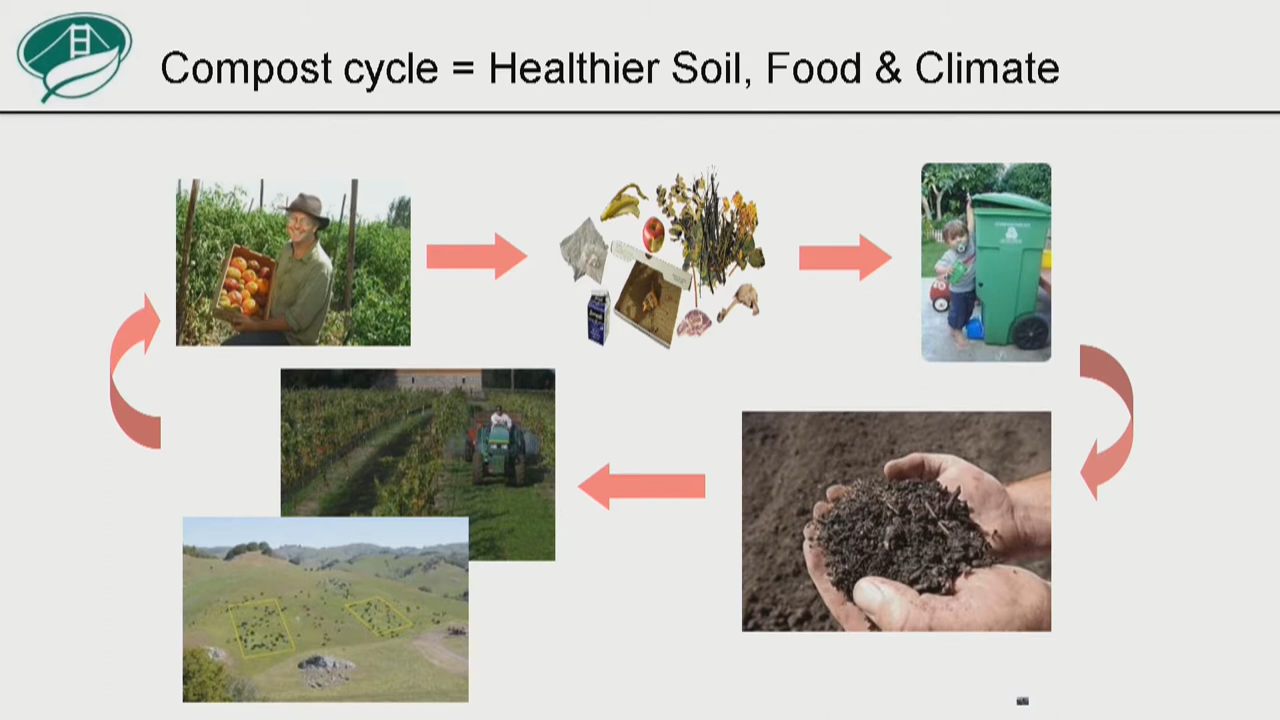 Compost cycle = Healthier Soil, Food & Climate